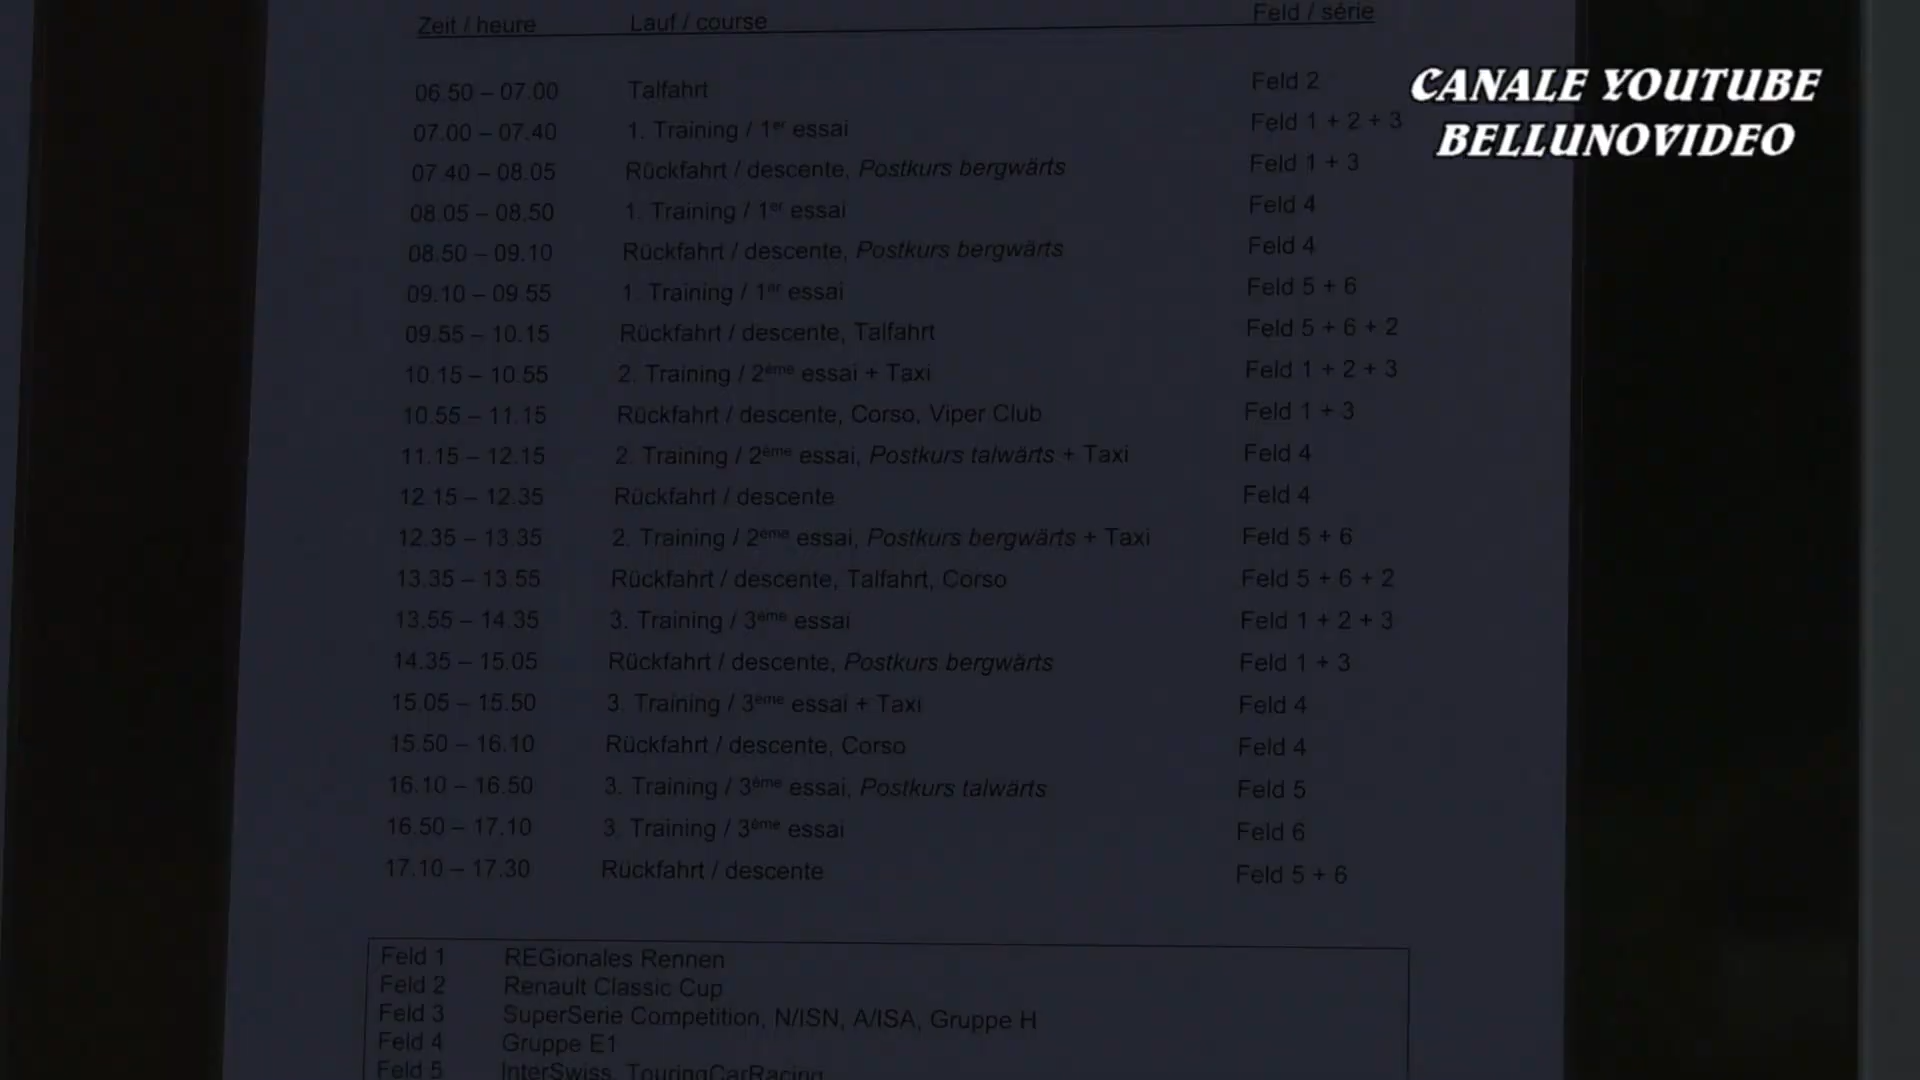 Zeit / heure Lauf / course Feld / série
CANALE YOUTUBE
BELLUNOVIDEO
06.50 – 07.00 Talfahrt Feld 2
07.00 – 07.40 1. Training / 1er essai Feld 1 + 2 + 3
07.40 – 08.05 Rückfahrt / descente, Postkurs bergwärts Feld 1 + 3
08.05 – 08.50 1. Training / 1er essai Feld 4
08.50 – 09.10 Rückfahrt / descente, Postkurs bergwärts Feld 4
09.10 – 09.55 1. Training / 1er essai Feld 5 + 6
09.55 – 10.15 Rückfahrt / descente, Talfahrt Feld 5 + 6 + 2
10.15 – 10.55 2. Training / 2ème essai + Taxi Feld 1 + 2 + 3
10.55 – 11.15 Rückfahrt / descente, Corso, Viper Club Feld 1 + 3
11.15 – 12.15 2. Training / 2ème essai, Postkurs talwärts + Taxi Feld 4
12.15 – 12.35 Rückfahrt / descente Feld 4
12.35 – 13.35 2. Training / 2ème essai, Postkurs bergwärts + Taxi Feld 5 + 6
13.35 – 13.55 Rückfahrt / descente, Talfahrt, Corso Feld 5 + 6 + 2
13.55 – 14.35 3. Training / 3ème essai Feld 1 + 2 + 3
14.35 – 15.05 Rückfahrt / descente, Postkurs bergwärts Feld 1 + 3
15.05 – 15.50 3. Training / 3ème essai + Taxi Feld 4
15.50 – 16.10 Rückfahrt / descente, Corso Feld 4
16.10 – 16.50 3. Training / 3ème essai, Postkurs talwärts Feld 5
16.50 – 17.10 3. Training / 3ème essai Feld 6
17.10 – 17.30 Rückfahrt / descente Feld 5 + 6
Feld 1 REGionales Rennen
Feld 2 Renault Classic Cup
Feld 3 SuperSerie Competition, N/ISN, A/ISA, Gruppe H
Feld 4 Gruppe E1
Feld 5 InterSwiss, TouringCarRacing